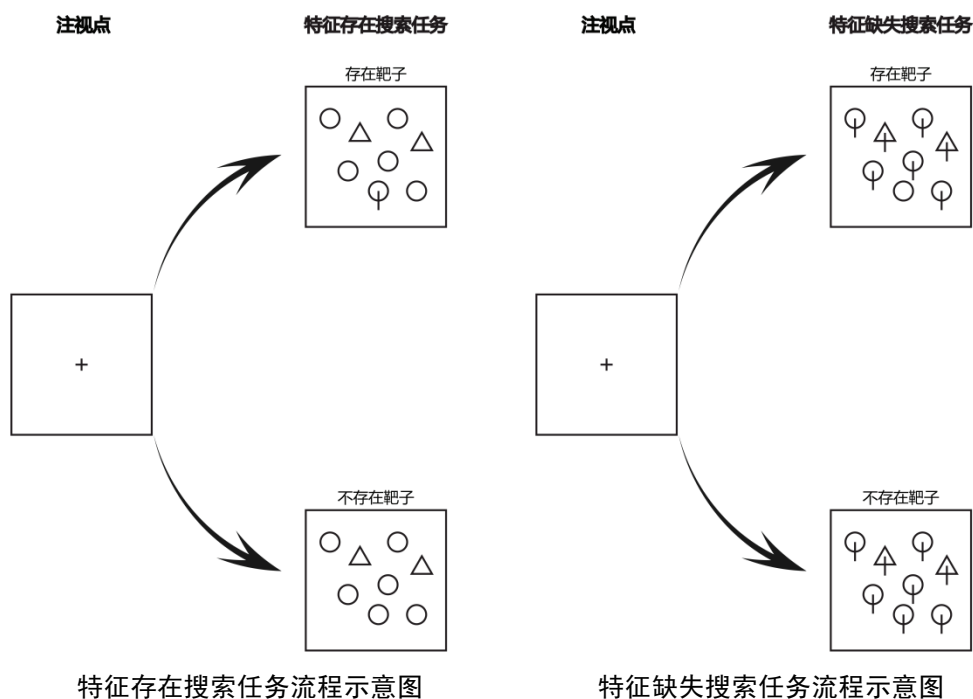 注视点
特征存在搜索任务
存在靶子
不存在靶子
特征存在搜索任务流程示意图
注视点
特征缺失搜索任务
存在靶子
不存在靶子
特征缺失搜索任务流程示意图